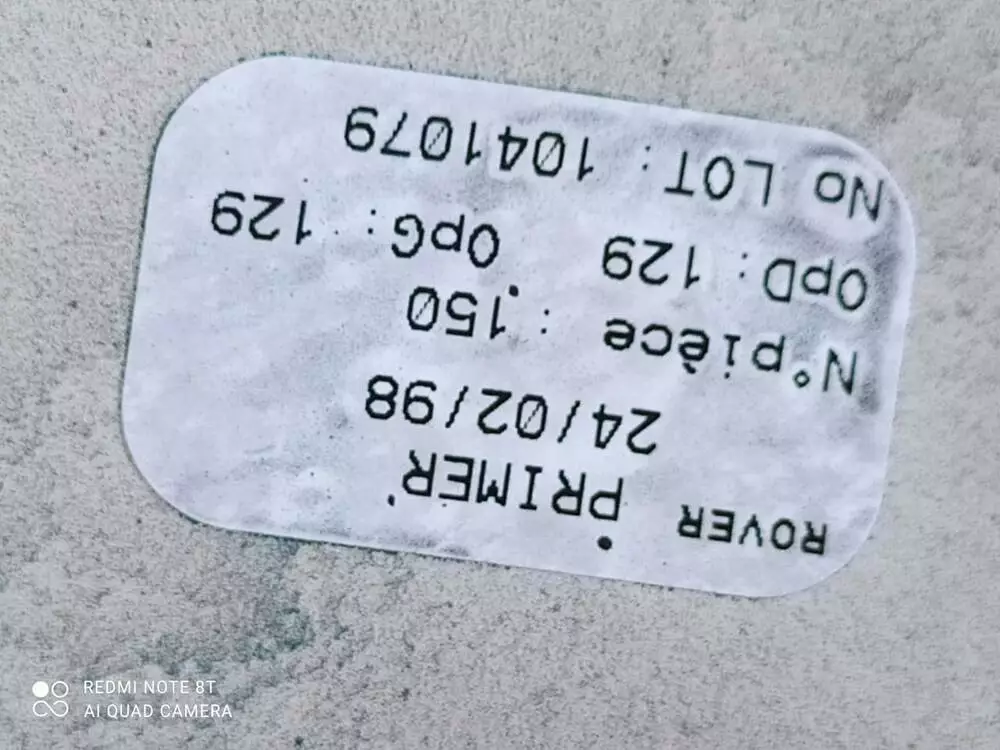 ROVER PRIMER
24/02/98
N°pièce : 150
OpD : 129 OpG : 129
No LOT : 1041079
REDMI NOTE 8T
AI QUAD CAMERA